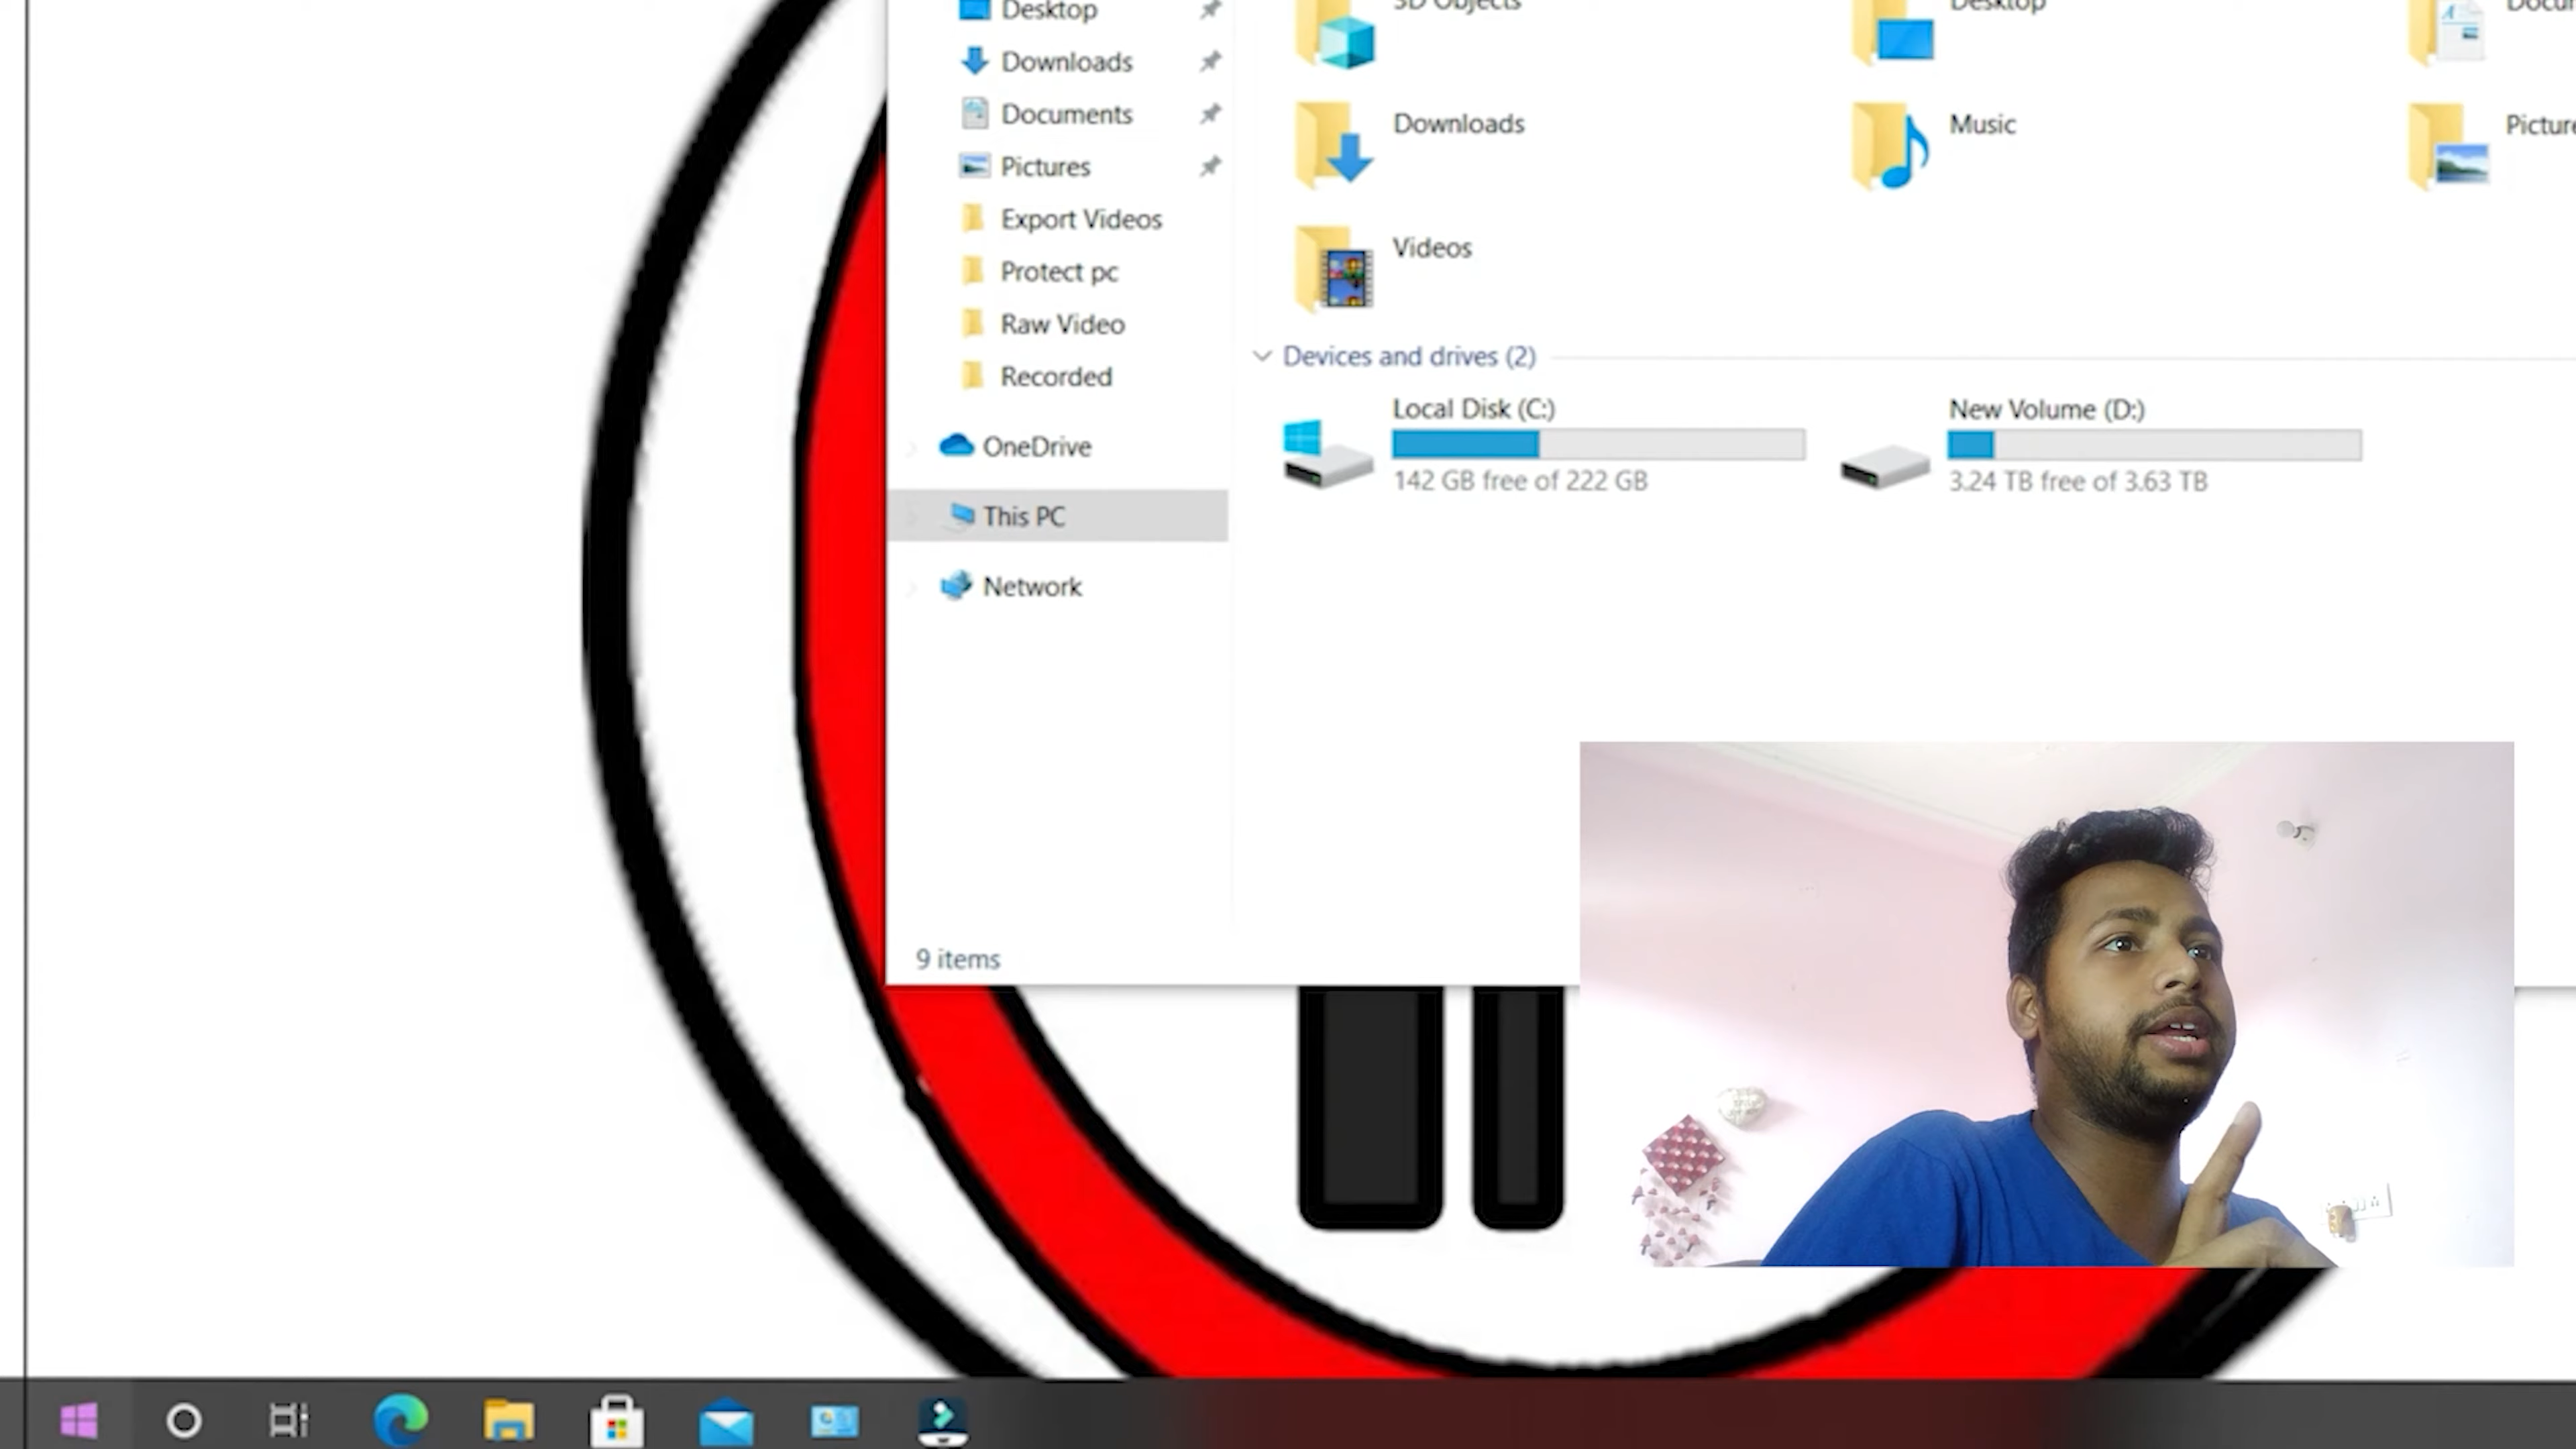 Desktop
Downloads
Documents
Pictures
Export Videos
Protect pc
Raw Video
Recorded
OneDrive
This PC
Network
9 items
3D Objects
Desktop
Downloads
Music
Videos
Devices and drives (2)
Local Disk (C:)
142 GB free of 222 GB
New Volume (D:)
3.24 TB free of 3.63 TB